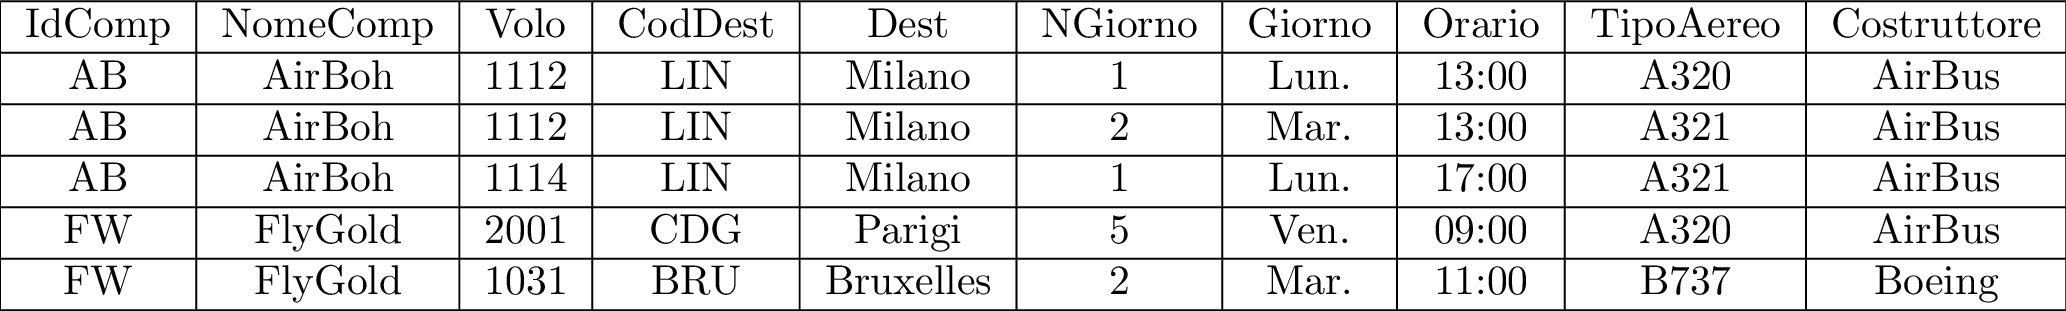 IdComp NomeComp Volo CodDest Dest NGiorno Giorno Orario TipoAereo Costruttore
AB AirBoh 1112 LIN Milano 1 Lun. 13:00 A320 AirBus
AB AirBoh 1112 LIN Milano 2 Mar. 13:00 A321 AirBus
AB AirBoh 1114 LIN Milano 1 Lun. 17:00 A321 AirBus
FW FlyGold 2001 CDG Parigi 5 Ven. 09:00 A320 AirBus
FW FlyGold 1031 BRU Bruxelles 2 Mar. 11:00 B737 Boeing